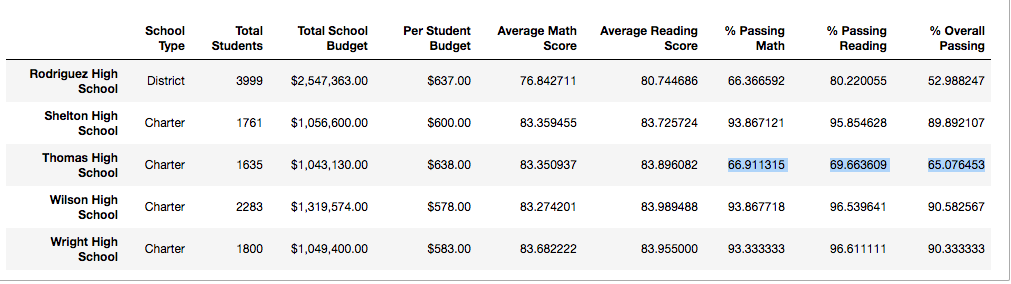 School Type Total Students Total School Budget Per Student Budget Average Math Score Average Reading Score % Passing Math % Passing Reading % Overall Passing
Rodriguez High School District 3999 $2,547,363.00 $637.00 76.842711 80.744686 66.366592 80.220055 52.988247
Shelton High School Charter 1761 $1,056,600.00 $600.00 83.359455 83.725724 93.867121 95.854628 89.892107
Thomas High School Charter 1635 $1,043,130.00 $638.00 83.350937 83.896082 66.911315 69.663609 65.076453
Wilson High School Charter 2283 $1,319,574.00 $578.00 83.274201 83.989488 93.867718 96.539641 90.582567
Wright High School Charter 1800 $1,049,400.00 $583.00 83.682222 83.955000 93.333333 96.611111 90.333333